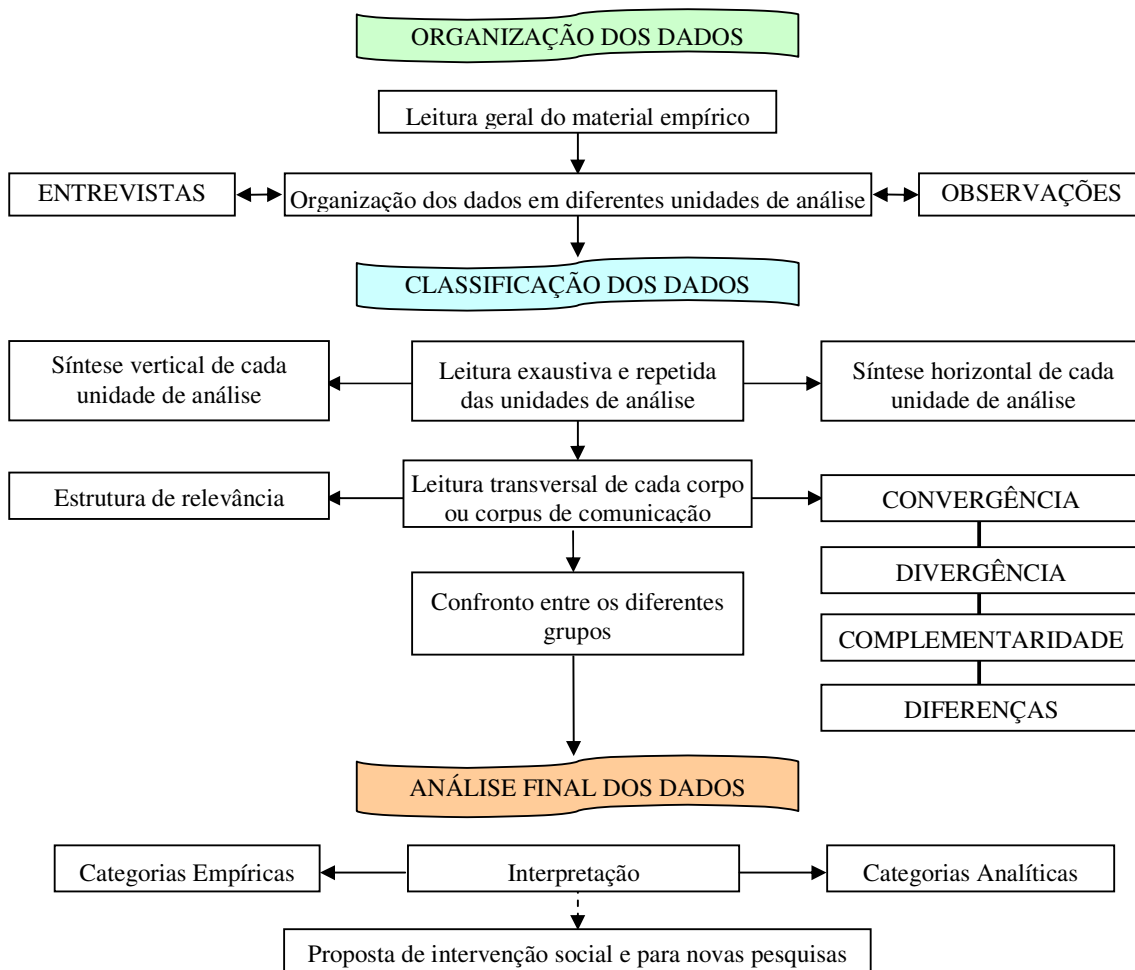 ORGANIZAÇÃO DOS DADOS
Leitura geral do material empírico
ENTREVISTAS
Organização dos dados em diferentes unidades de análise
OBSERVAÇÕES
CLASSIFICAÇÃO DOS DADOS
Síntese vertical de cada
unidade de análise
Leitura exaustiva e repetida
das unidades de análise
Síntese horizontal de cada
unidade de análise
Estrutura de relevância
Leitura transversal de cada corpo
ou corpus de comunicação
CONVERGÊNCIA
DIVERGÊNCIA
Confronto entre os diferentes
grupos
COMPLEMENTARIDADE
DIFERENÇAS
ANÁLISE FINAL DOS DADOS
Categorias Empíricas
Interpretação
Categorias Analíticas
Proposta de intervenção social e para novas pesquisas